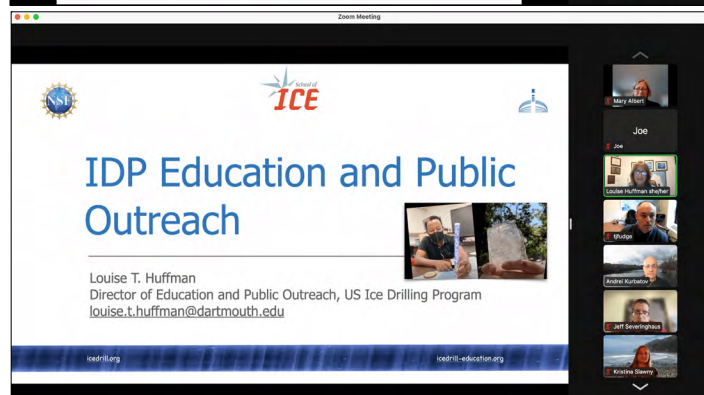 Zoom Meeting
NSF
School of
ICE
IDP Education and Public
Outreach
Louise T. Huffman
Director of Education and Public Outreach, US Ice Drilling Program
louise.t.huffman@dartmouth.edu
icedrill.org
icedrill-education.org
Mary Albert
Joe
Joe
Louise Huffman she/her
tjfudge
Andrei Kurbatov
Jeff Severinghaus
Kristina Slawny